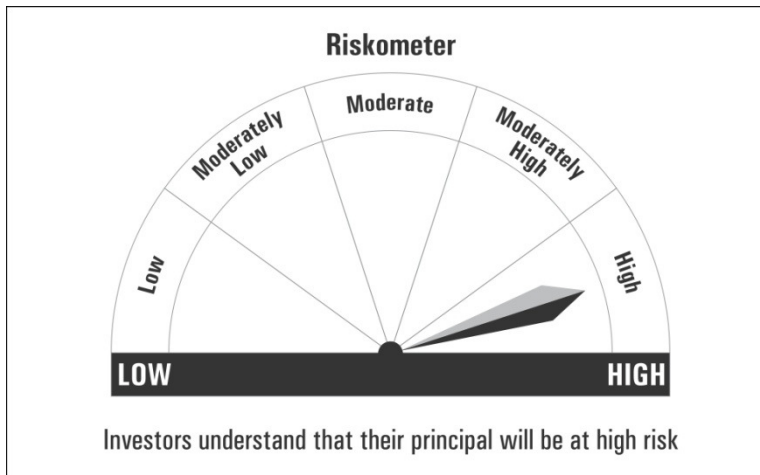 Riskometer
Low
Moderately
Low
Moderate
Moderately
High
High
LOW
HIGH
Investors understand that their principal will be at high risk